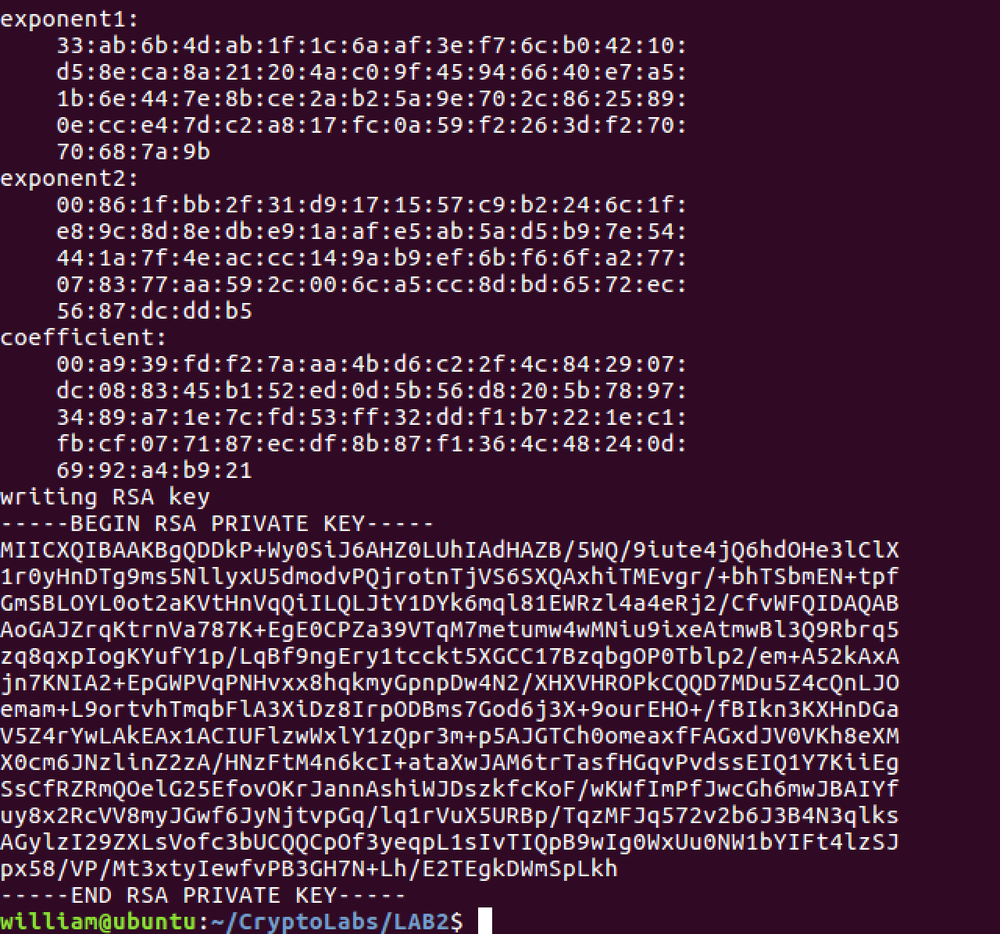 exponent1:
33:ab:6b:4d:ab:1f:1c:6a:af:3e:f7:6c:b0:42:10:
d5:8e:ca:8a:21:20:4a:c0:9f:45:94:66:40:e7:a5:
1b:6e:44:7e:8b:ce:2a:b2:5a:9e:70:2c:86:25:89:
0e:cc:e4:7d:c2:a8:17:fc:0a:59:f2:26:3d:f2:70:
70:68:7a:9b
exponent2:
00:86:1f:bb:2f:31:d9:17:15:57:c9:b2:24:6c:1f:
e8:9c:8d:8e:db:e9:1a:af:e5:ab:5a:d5:b9:7e:54:
44:1a:7f:4e:ac:cc:14:9a:b9:ef:6b:f6:6f:a2:77:
07:83:77:aa:59:2c:00:6c:a5:cc:8d:bd:65:72:ec:
56:87:dc:dd:b5
coefficient:
00:a9:39:fd:f2:7a:aa:4b:d6:c2:2f:4c:84:29:07:
dc:08:83:45:b1:52:ed:0d:5b:56:d8:20:5b:78:97:
34:89:a7:1e:7c:fd:53:ff:32:dd:f1:b7:22:1e:c1:
fb:cf:07:71:87:ec:df:8b:87:f1:36:4c:48:24:0d:
69:92:a4:b9:21
writing RSA key
-----BEGIN RSA PRIVATE KEY-----
MIICXQIBAAKBgQDDkP+Wy0SiJ6AHZ0LUhIAdHAZB/5WQ/9iute4jQ6hdOHe3lClX
1r0yHnDTg9ms5NllyxU5dmodvPQjrotnTjVS6SXQAxhiTMEvgr/+bhTSbmEN+tpf
GmSBLOYL0ot2aKVtHnVqQiILQLJtY1DYk6mql81EWRzl4a4eRj2/CfvWFQIDAQAB
AoGAJZrqKtrnVa787K+EgE0CPZa39VTqM7metumw4wMNiu9ixeAtmwBl3Q9Rbrq5
zq8qxpIogKYufY1p/LqBf9ngEry1tcckt5XGCC17BzqbgOP0Tblp2/em+A52kAxA
jn7KNIA2+EpGWPVqPNHvxx8hqkmyGpnpDw4N2/XHXVHROPkCQQD7MDu5Z4cQnLJO
emam+L9ortvhTmqbFlA3XiDz8IrpODBms7God6j3X+9ourEHO+/fBIkn3KXHnDGa
V5Z4rYwLAkEAx1ACIUFlzwWxlY1zQpr3m+p5AJGTCh0omeaxfFAGxdJV0VKh8eXM
X0cm6JNzlinZ2zA/HNzFtM4n6kcI+ataXwJAM6trTasfHGqvPvdssEIQ1Y7KiiEg
SsCfRZRmQOelG25EfovOKrJannAshiWJDszkfcKoF/wKWfImPfJwcGh6mwJBAIYf
uy8x2RcVV8myJGwf6JyNjtvpGq/lq1rVuX5URBp/TqzMFJq572v2b6J3B4N3qlks
AGylzI29ZXLsVofc3bUCQQCpOf3yeqpL1sIvTIQpB9wIg0WxUu0NW1bYIFt4lzSJ
px58/VP/Mt3xtyIewfvPB3GH7N+Lh/E2TEgkDWmSpLkh
-----END RSA PRIVATE KEY-----
william@ubuntu:~/CryptoLabs/LAB2$